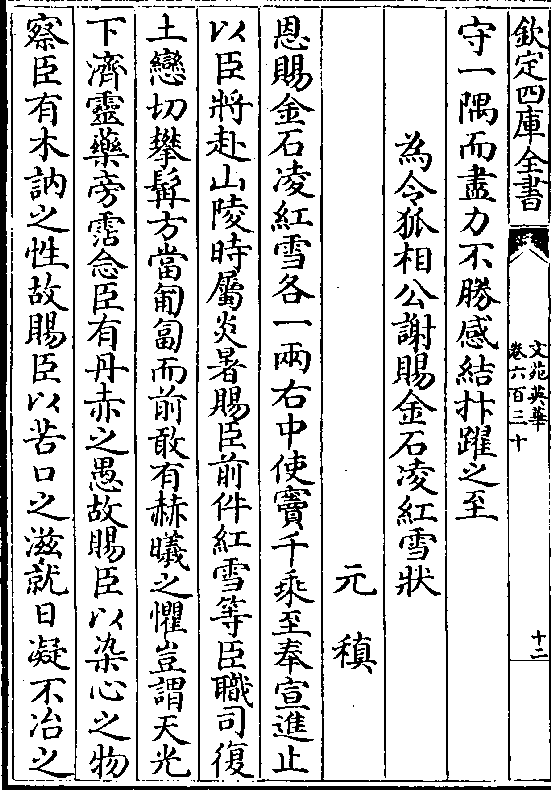 欽定四庫全書
文苑英華
卷六百三十
十二
守一隅而盡力不勝感結抃躍之至
為令狐相公謝賜金石凌紅雪狀
元稹
恩賜金石凌紅雪各一兩右中使竇千乘至奉宣進止
以臣將赴山陵時屬炎暑賜臣前件紅雪等臣職司復
土戀切攀髯方當匍匐而前敢有赫曦之懼豈謂天光
下濟靈藥旁霑念臣有丹赤之愚故賜臣以染心之物
察臣有木訥之性故賜臣以苦口之滋就日凝不冶之